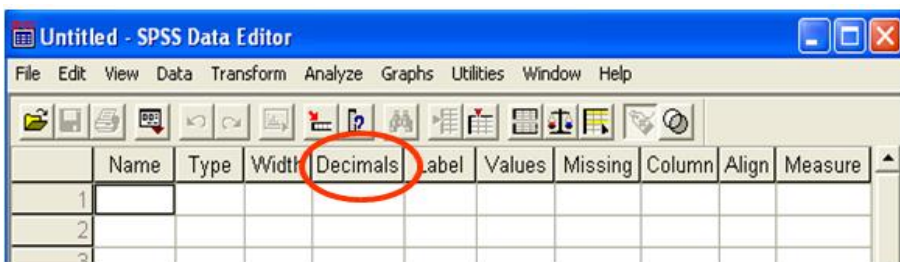 Untitled - SPSS Data Editor
File Edit View Data Transform Analyze Graphs Utilities Window Help
Name Type Width Decimals Label Values Missing Column Align Measure
1
2
3